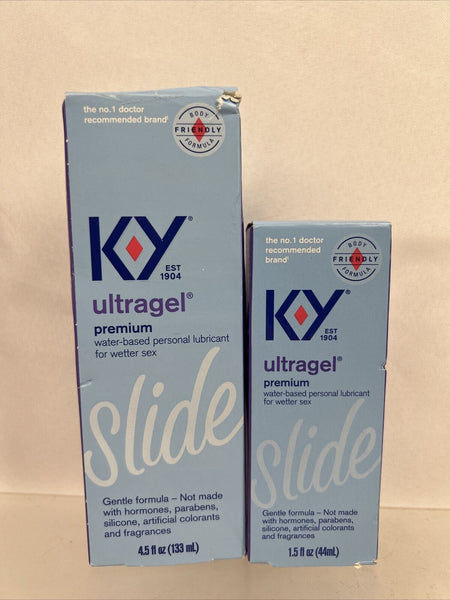 the no.1 doctor
recommended brand¹
BODY
FRIENDLY
FORMULA
KY®
EST
1904
ultragel®
premium
water-based personal lubricant
for wetter sex
slide
Gentle formula – Not made
with hormones, parabens,
silicone, artificial colorants
and fragrances
4.5 fl oz (133 mL)
the no.1 doctor
recommended
brand¹
BODY
FRIENDLY
FORMULA
KY®
EST
1904
ultragel®
premium
water-based personal lubricant
for wetter sex
slide
Gentle formula – Not made
with hormones, parabens,
silicone, artificial colorants
and fragrances
1.5 fl oz (44mL)